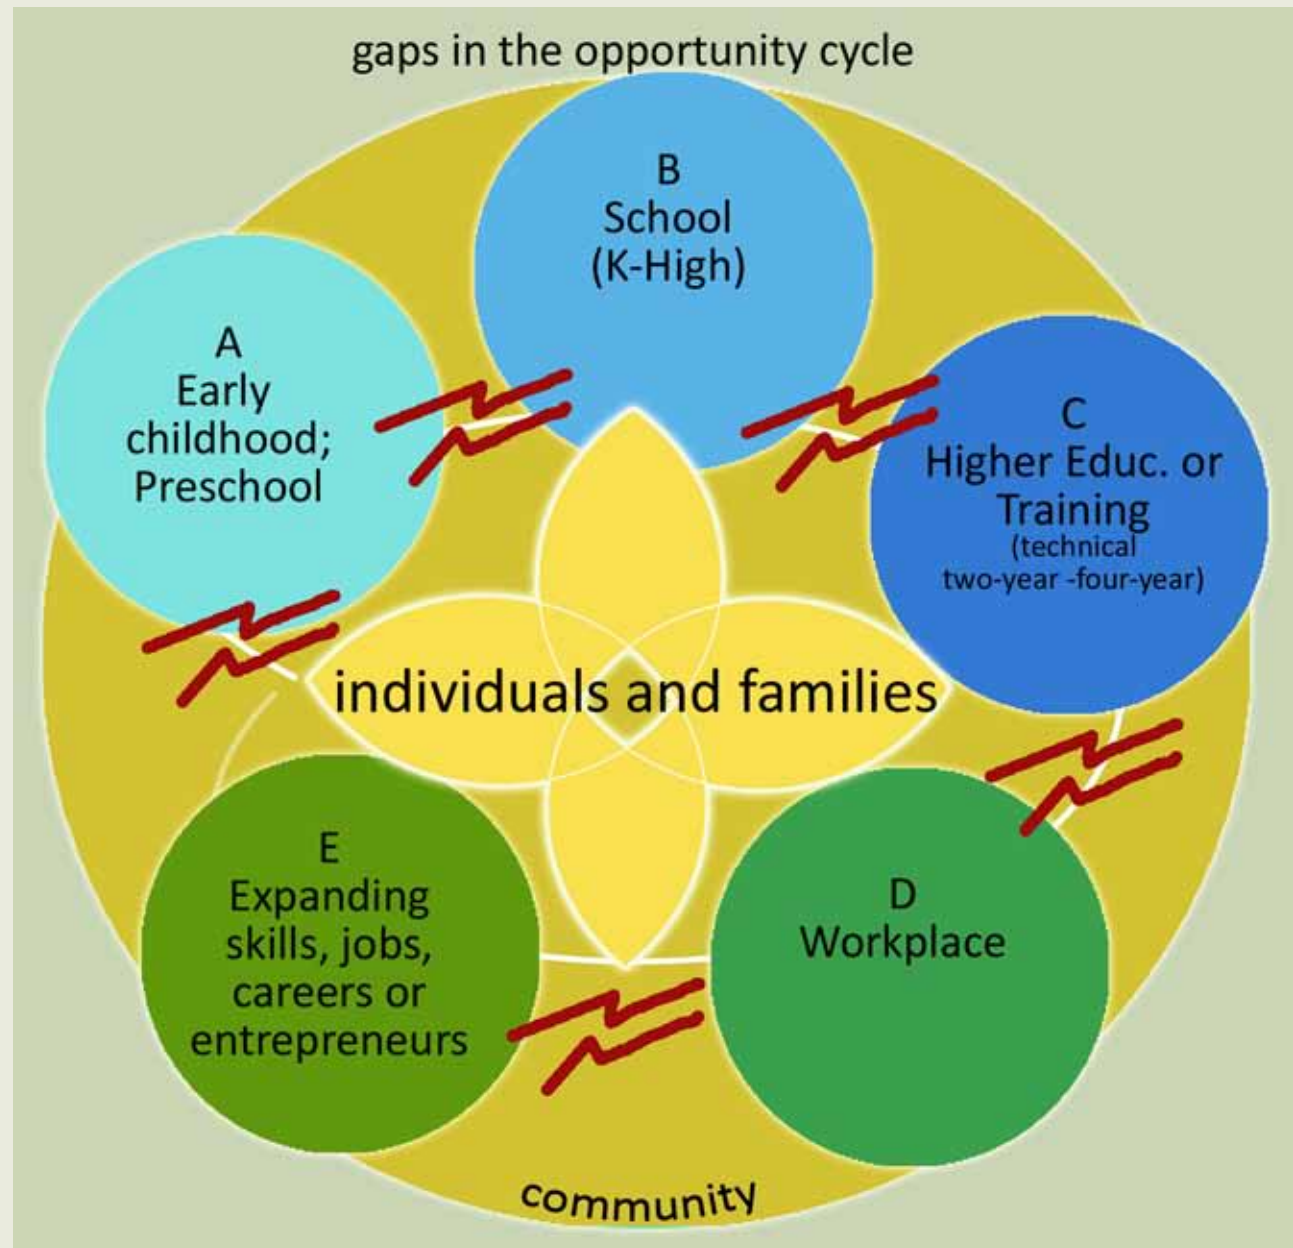 gaps in the opportunity cycle
B
School
(K-High)
A
Early
childhood;
Preschool
C
Higher Educ. or
Training
(technical
two-year -four-year)
individuals and families
E
Expanding
skills, jobs,
careers or
entrepreneurs
D
Workplace
community